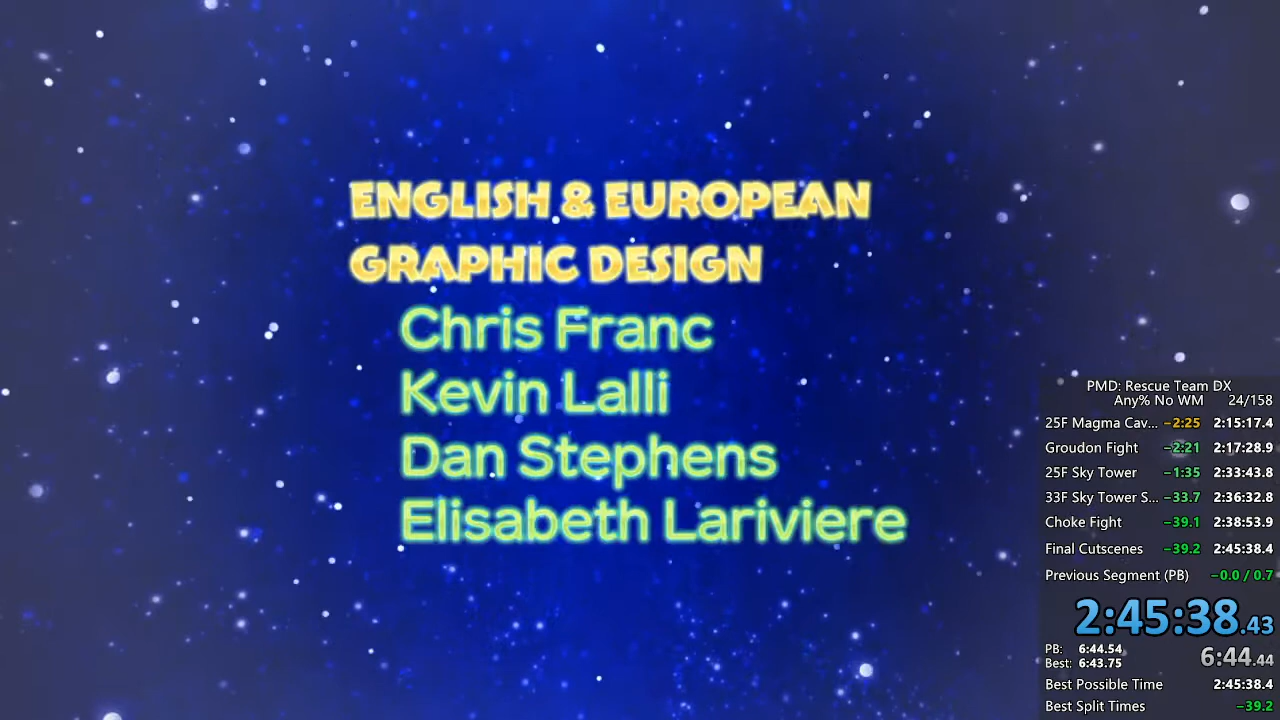 ENGLISH & EUROPEAN
GRAPHIC DESIGN
Chris Franc
Kevin Lalli
Dan Stephens
Elisabeth Lariviere
PMD: Rescue Team DX
Any% No WM 24/158
25F Magma Cav... −2:25 2:15:17.4
Groudon Fight −2:21 2:17:28.9
25F Sky Tower −1:35 2:33:43.8
33F Sky Tower S... −33.7 2:36:32.8
Choke Fight −39.1 2:38:53.9
Final Cutscenes −39.2 2:45:38.4
Previous Segment (PB) −0.0 / 0.7
2:45:38.43
PB: 6:44.54
Best: 6:43.75
6:44.44
Best Possible Time 2:45:38.4
Best Split Times −39.2